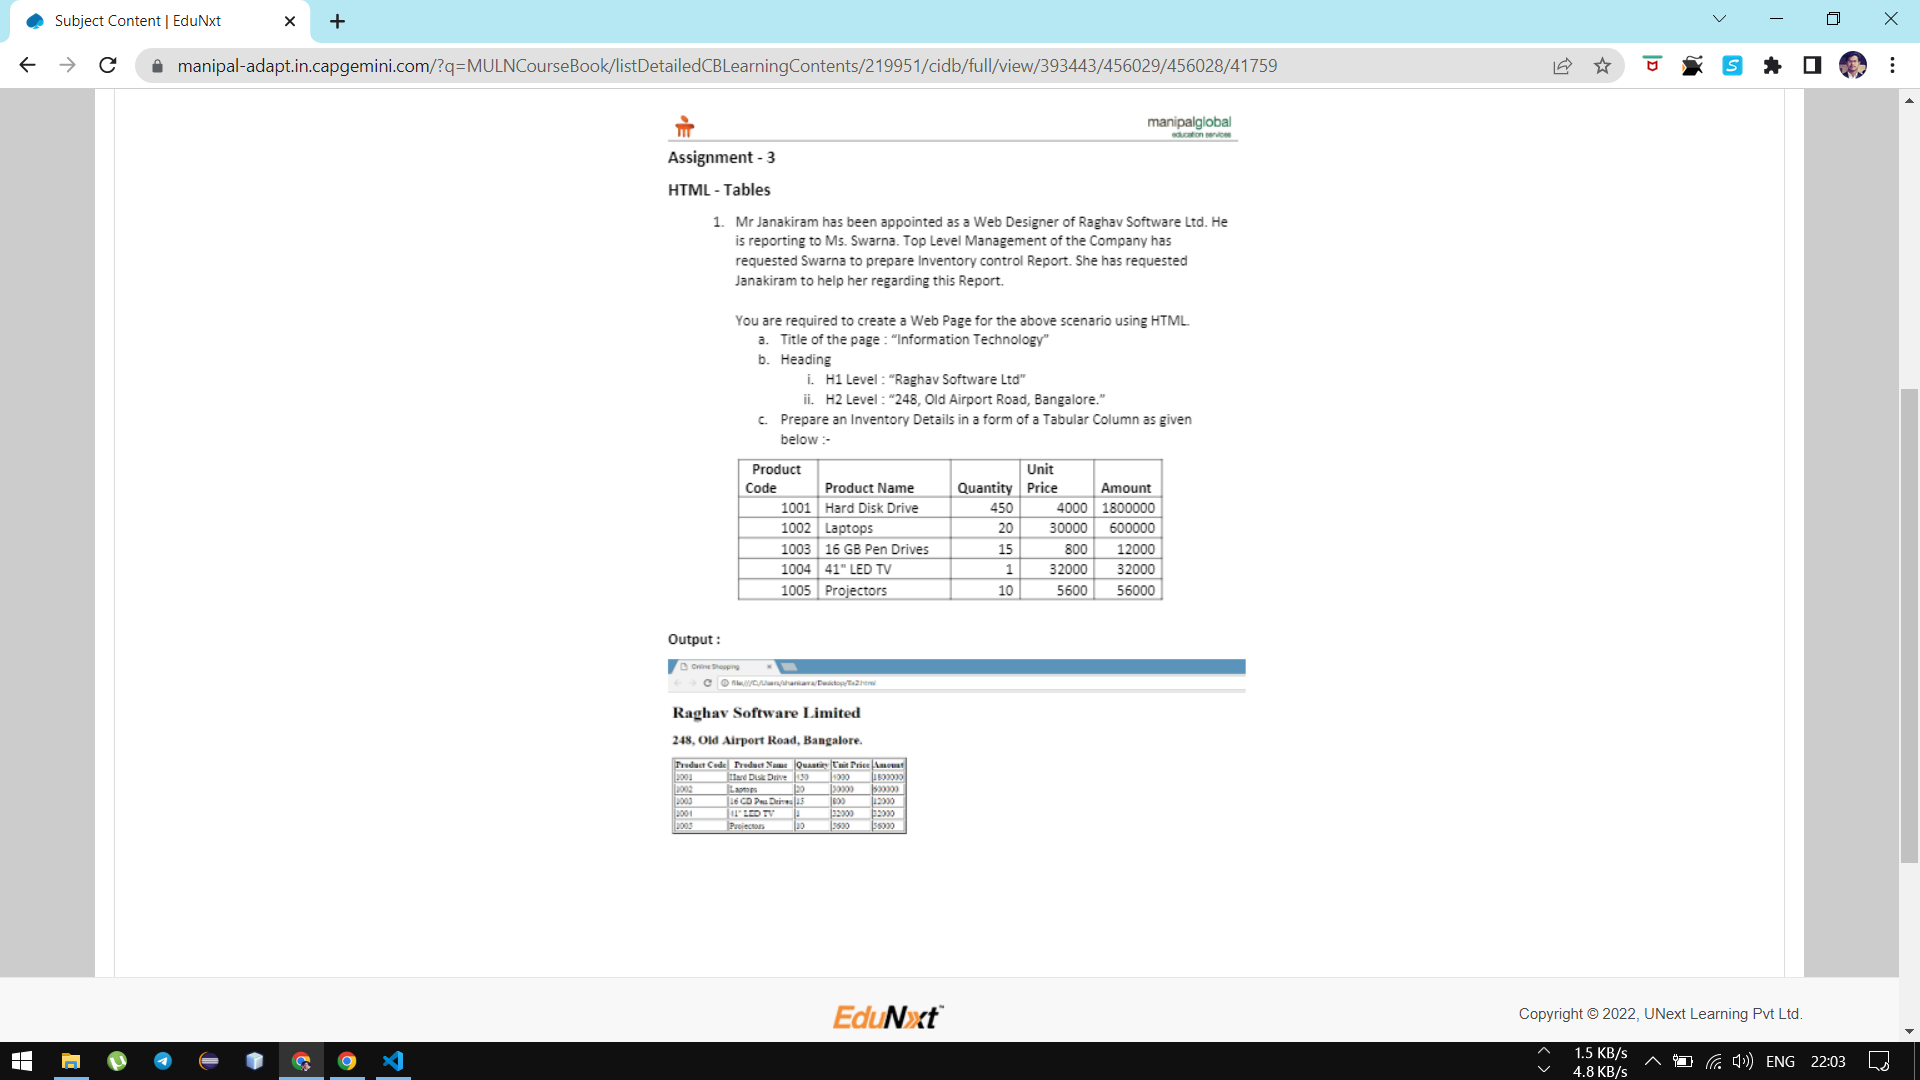 Subject Content | EduNxt
manipal-adapt.in.capgemini.com/?q=MULNCourseBook/listDetailedCBLearningContents/219951/cidb/full/view/393443/456029/456028/41759
manipalglobal
education services
Assignment - 3
HTML - Tables
1. Mr Janakiram has been appointed as a Web Designer of Raghav Software Ltd. He
is reporting to Ms. Swarna. Top Level Management of the Company has
requested Swarna to prepare Inventory control Report. She has requested
Janakiram to help her regarding this Report.
You are required to create a Web Page for the above scenario using HTML.
a. Title of the page : “Information Technology”
b. Heading
i. H1 Level : “Raghav Software Ltd”
ii. H2 Level : “248, Old Airport Road, Bangalore.”
c. Prepare an Inventory Details in a form of a Tabular Column as given
below :-
Product Code Product Name Quantity Unit Price Amount
1001 Hard Disk Drive 450 4000 1800000
1002 Laptops 20 30000 600000
1003 16 GB Pen Drives 15 800 12000
1004 41" LED TV 1 32000 32000
1005 Projectors 10 5600 56000
Output :
Online Shopping
file:///C:/Users/shankarra/Desktop/Ex2.html
Raghav Software Limited
248, Old Airport Road, Bangalore.
Product Code Product Name Quantity Unit Price Amount
1001 Hard Disk Drive 450 4000 1800000
1002 Laptops 20 30000 600000
1003 16 GB Pen Drives 15 800 12000
1004 41" LED TV 1 32000 32000
1005 Projectors 10 5600 56000
EduNxt™
Copyright © 2022, UNext Learning Pvt Ltd.
1.5 KB/s
4.8 KB/s
ENG 22:03